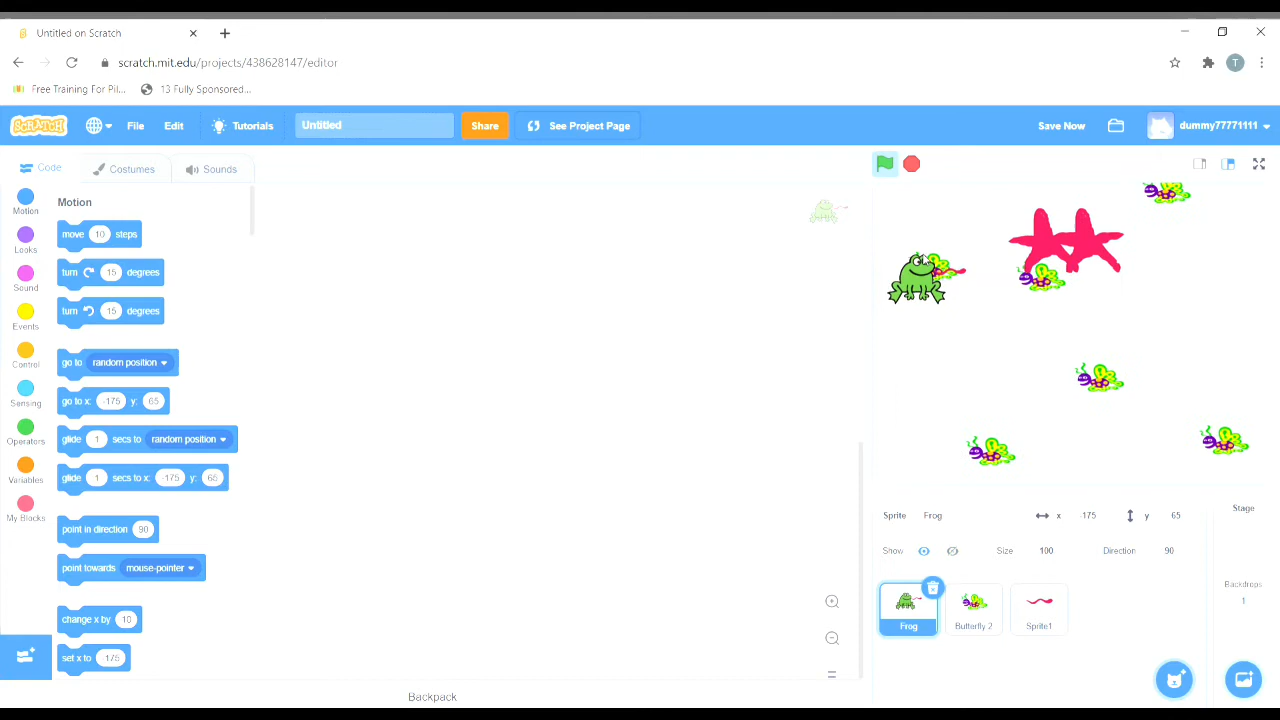 Untitled on Scratch
scratch.mit.edu/projects/438628147/editor
T
Free Training For Pil...
13 Fully Sponsored...
SCRATCH
File
Edit
Tutorials
Untitled
Share
See Project Page
Save Now
dummy77771111
Code
Costumes
Sounds
Motion
Looks
Sound
Events
Control
Sensing
Operators
Variables
My Blocks
Motion
move 10 steps
turn 15 degrees
turn 15 degrees
go to random position
go to x: -175 y: 65
glide 1 secs to random position
glide 1 secs to x: -175 y: 65
point in direction 90
point towards mouse-pointer
change x by 10
set x to -175
Backpack
Sprite Frog x -175 y 65
Show Size 100 Direction 90
Frog
Butterfly 2
Sprite1
Stage
Backdrops
1